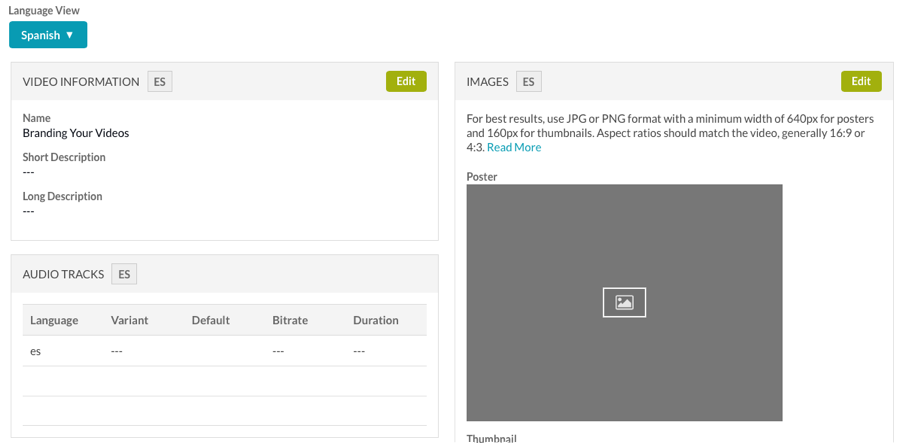 Language View
Spanish ▼
VIDEO INFORMATION ES Edit
Name
Branding Your Videos
Short Description
---
Long Description
---
AUDIO TRACKS ES
Language Variant Default Bitrate Duration
es --- --- ---
IMAGES ES Edit
For best results, use JPG or PNG format with a minimum width of 640px for posters
and 160px for thumbnails. Aspect ratios should match the video, generally 16:9 or
4:3. Read More
Poster
Thumbnail